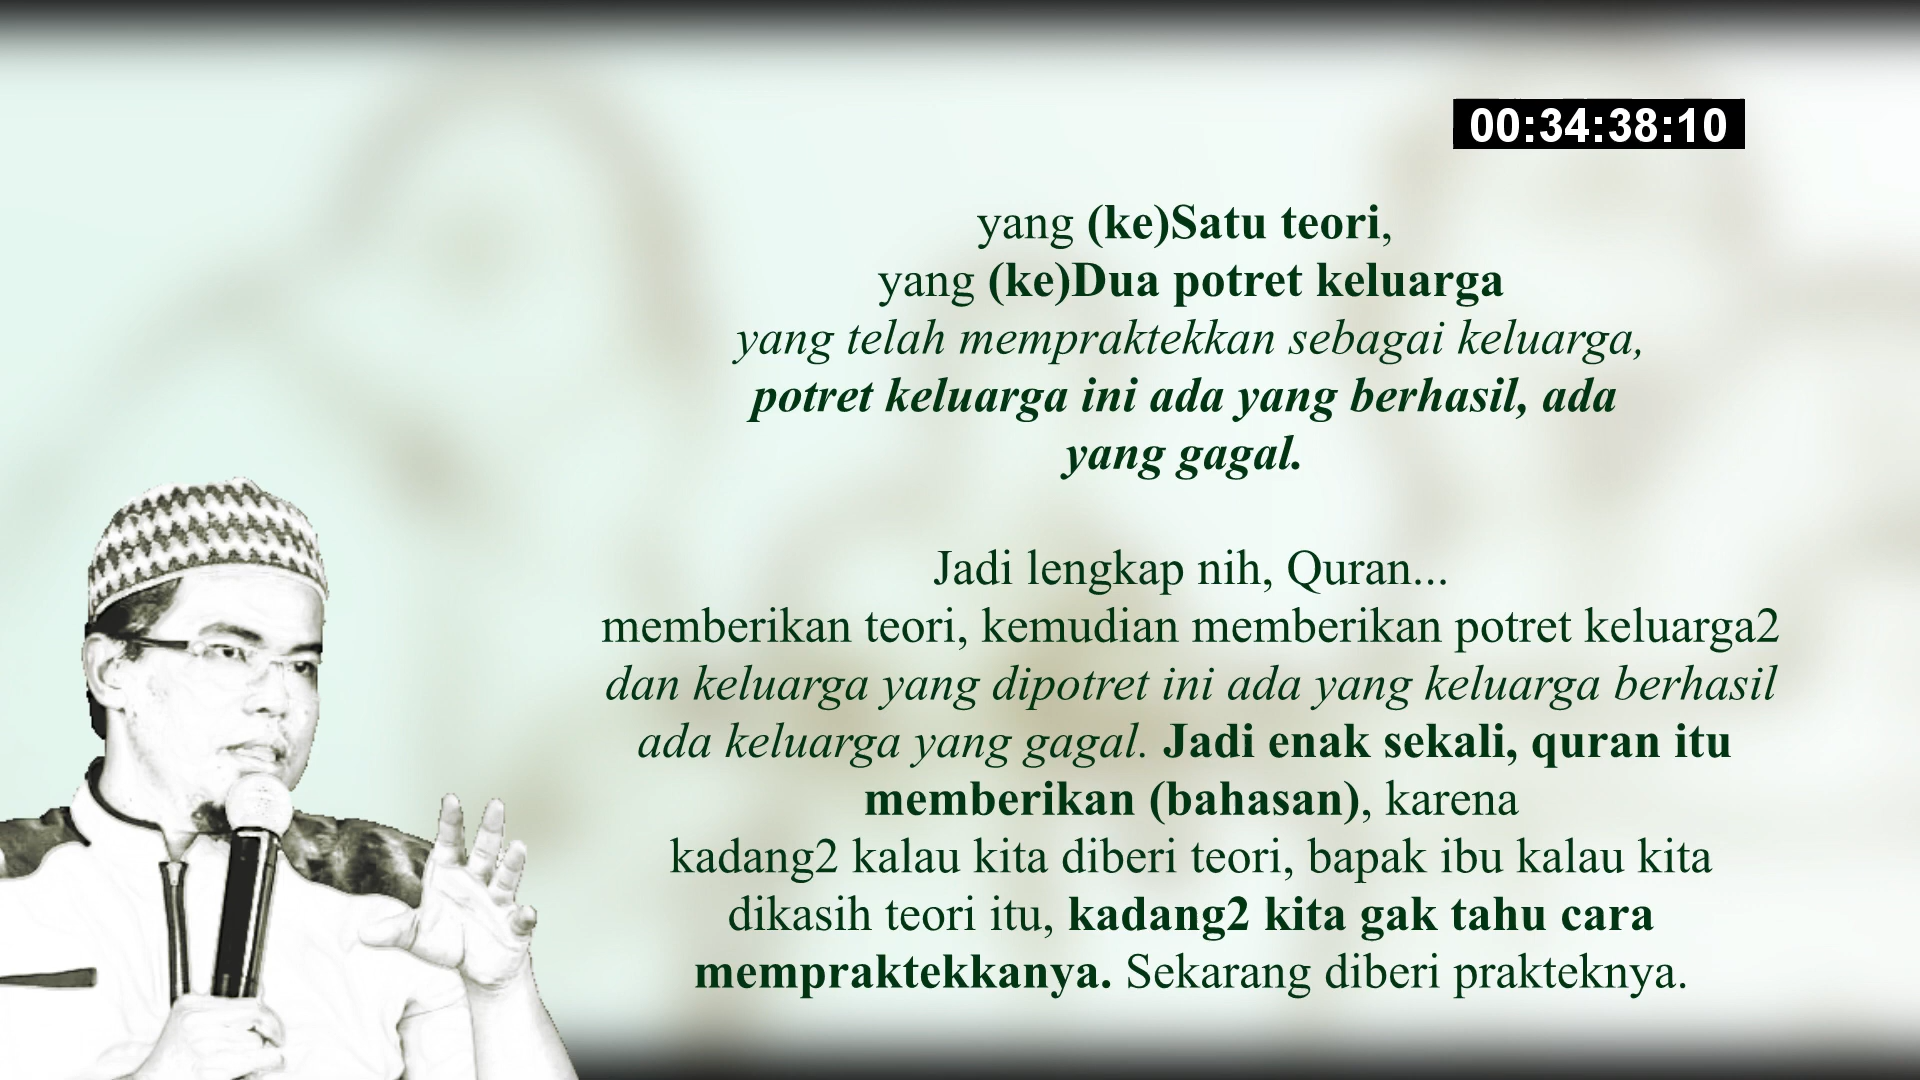 00:34:38:10
yang (ke)Satu teori,
yang (ke)Dua potret keluarga
yang telah mempraktekkan sebagai keluarga,
potret keluarga ini ada yang berhasil, ada
yang gagal.
Jadi lengkap nih, Quran...
memberikan teori, kemudian memberikan potret keluarga2
dan keluarga yang dipotret ini ada yang keluarga berhasil
ada keluarga yang gagal. Jadi enak sekali, quran itu
memberikan (bahasan), karena
kadang2 kalau kita diberi teori, bapak ibu kalau kita
dikasih teori itu, kadang2 kita gak tahu cara
mempraktekkanya. Sekarang diberi prakteknya.